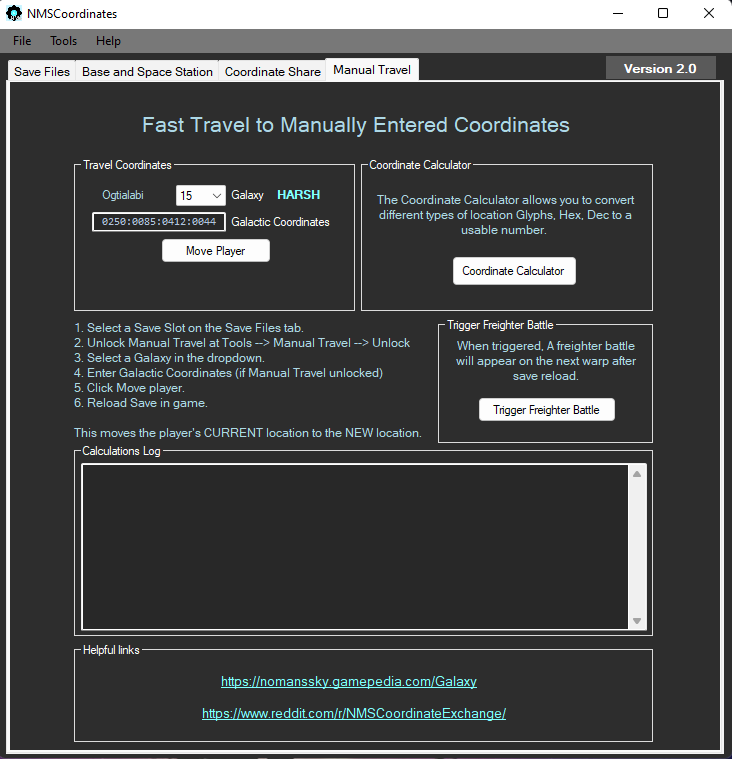 NMSCoordinates
File Tools Help
Save Files Base and Space Station Coordinate Share Manual Travel Version 2.0
Fast Travel to Manually Entered Coordinates
Travel Coordinates
Ogtialabi 15 Galaxy HARSH
0250:0085:0412:0044 Galactic Coordinates
Move Player
Coordinate Calculator
The Coordinate Calculator allows you to convert
different types of location Glyphs, Hex, Dec to a
usable number.
Coordinate Calculator
1. Select a Save Slot on the Save Files tab.
2. Unlock Manual Travel at Tools --> Manual Travel --> Unlock
3. Select a Galaxy in the dropdown.
4. Enter Galactic Coordinates (if Manual Travel unlocked)
5. Click Move player.
6. Reload Save in game.
This moves the player's CURRENT location to the NEW location.
Trigger Freighter Battle
When triggered, A freighter battle
will appear on the next warp after
save reload.
Trigger Freighter Battle
Calculations Log
Helpful links
https://nomanssky.gamepedia.com/Galaxy
https://www.reddit.com/r/NMSCoordinateExchange/